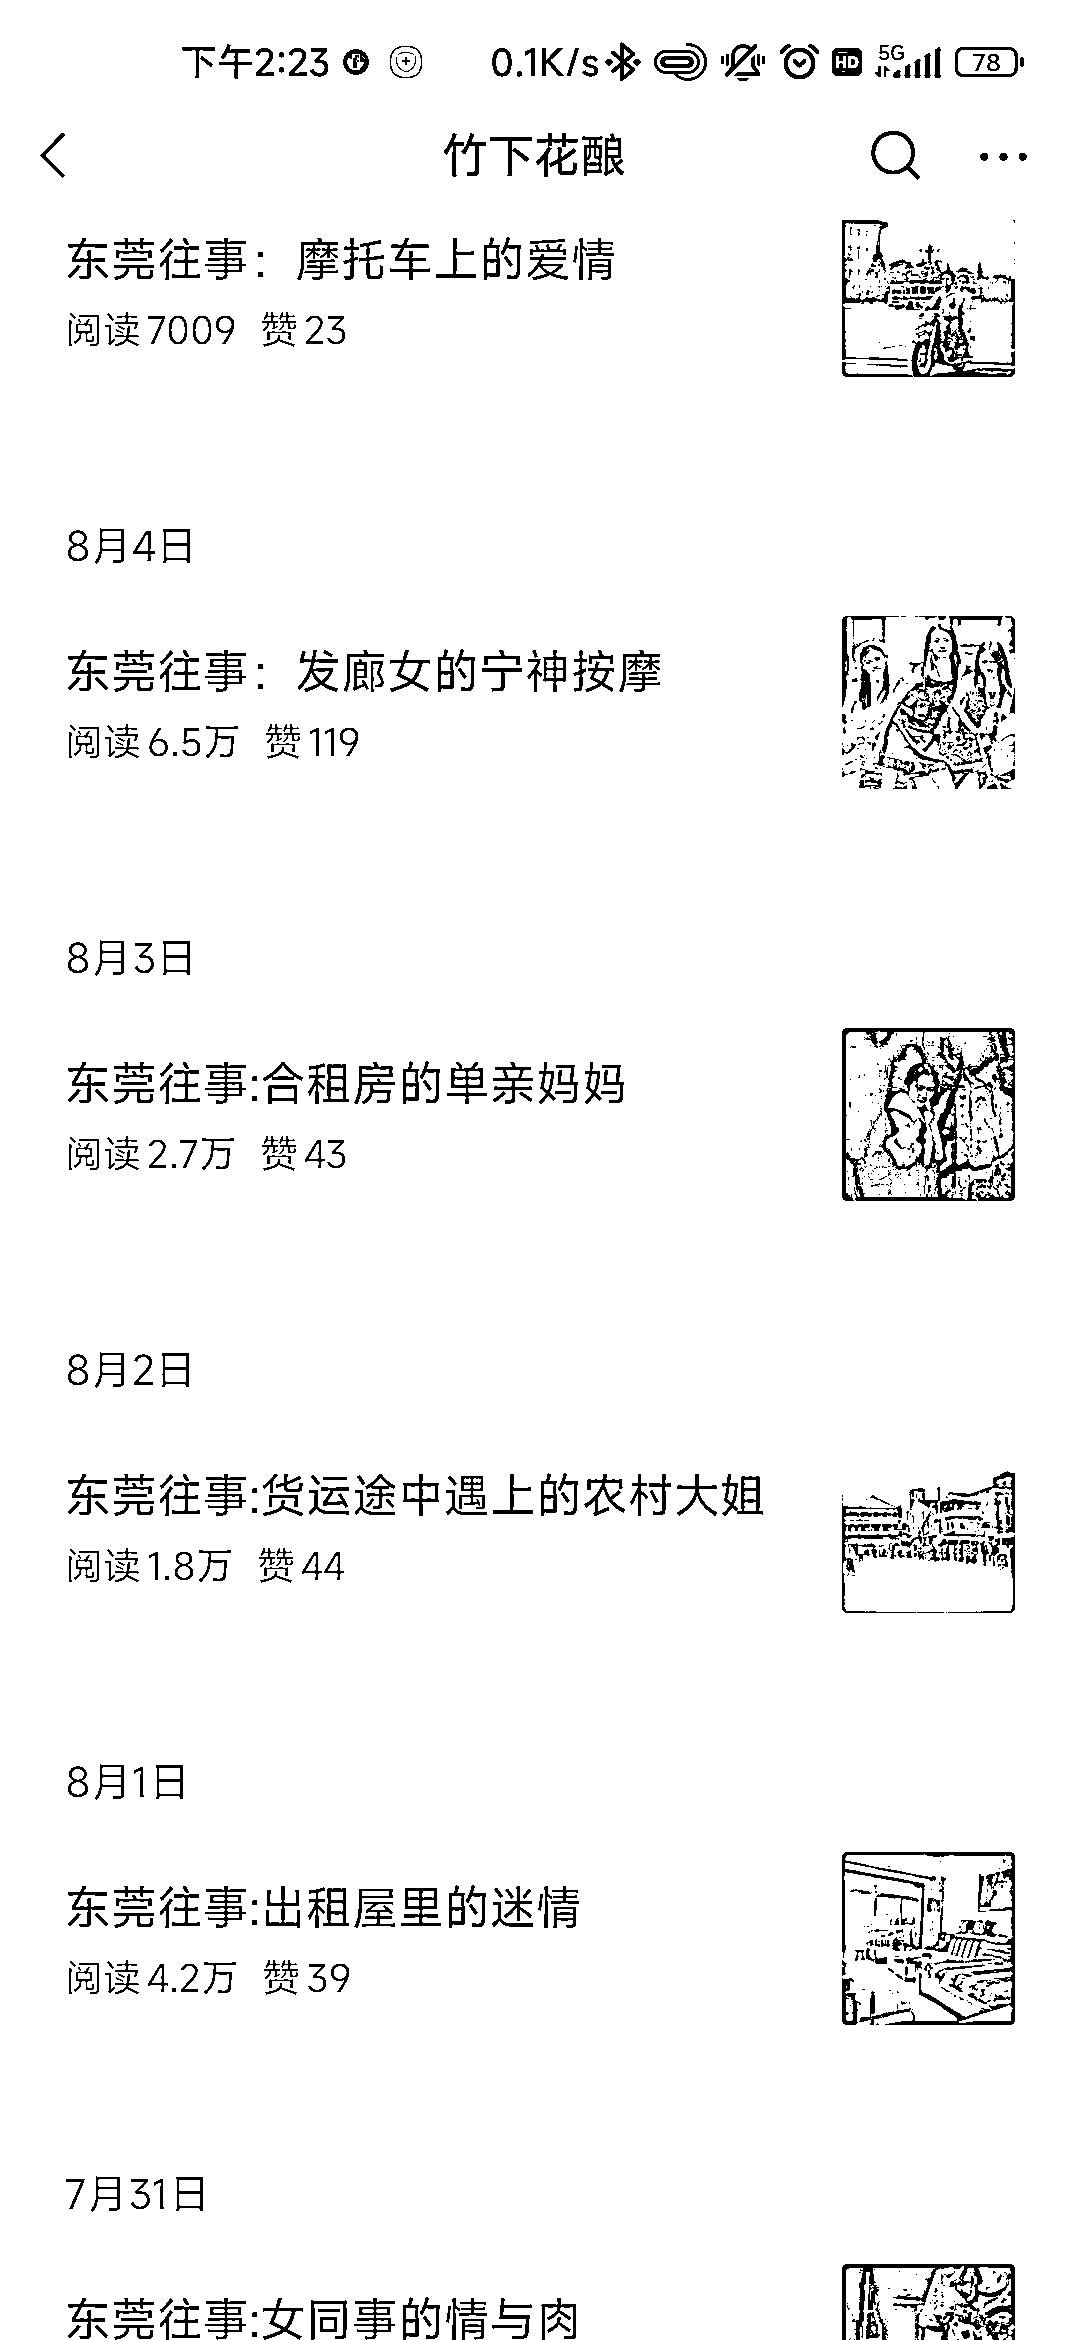 下午2:23 0.1K/s HD 5G 78
竹下花酿
东莞往事：摩托车上的爱情
阅读7009 赞23
8月4日
东莞往事：发廊女的宁神按摩
阅读6.5万 赞119
8月3日
东莞往事:合租房的单亲妈妈
阅读2.7万 赞43
8月2日
东莞往事:货运途中遇上的农村大姐
阅读1.8万 赞44
8月1日
东莞往事:出租屋里的迷情
阅读4.2万 赞39
7月31日
东莞往事:女同事的情与肉